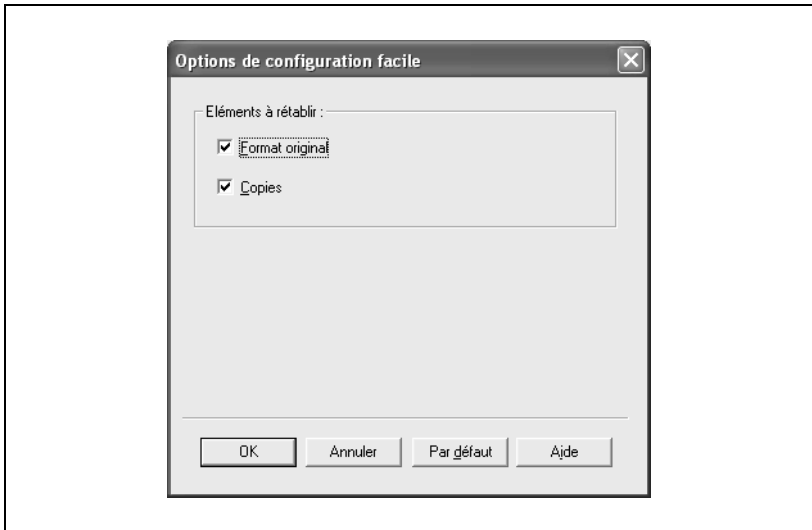 Options de configuration facile
Eléments à rétablir :
Format original
Copies
OK
Annuler
Par défaut
Aide